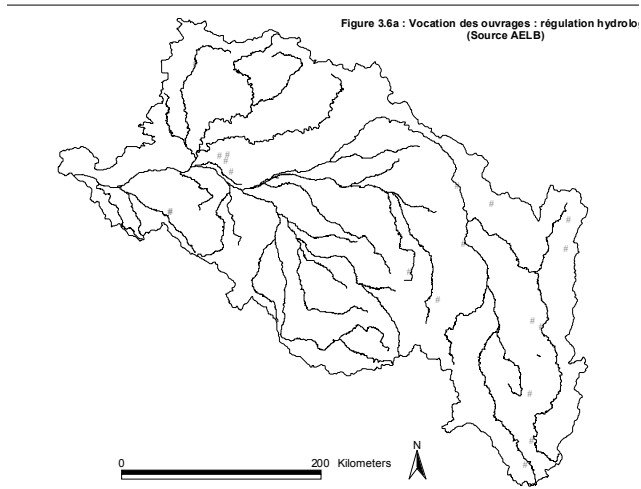 Figure 3.6a : Vocation des ouvrages : régulation hydrolog
(Source AELB)
N
0 200 Kilometers